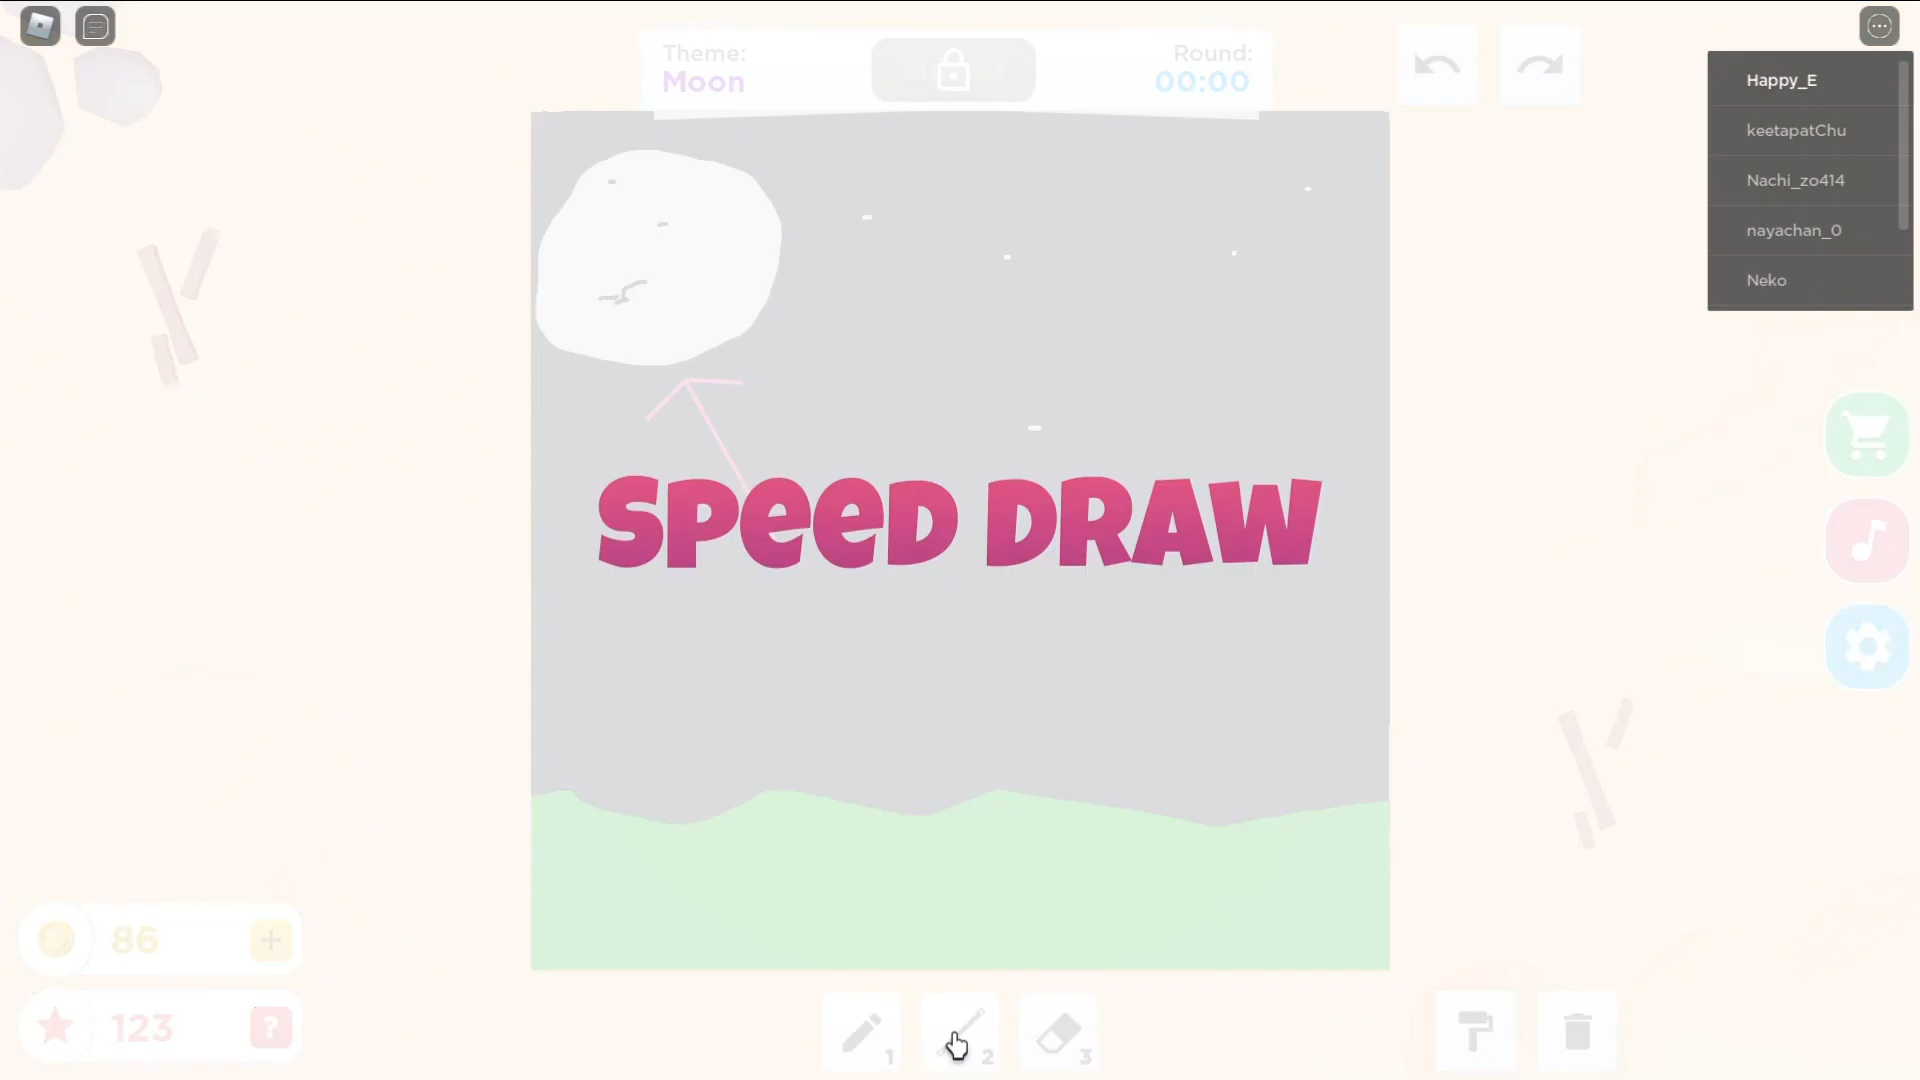 Theme:
Moon
Round:
00:00
Happy_E
keetapatChu
Nachi_zo414
nayachan_0
Neko
SPeeD DRAW
86
+
123
?
1
2
3